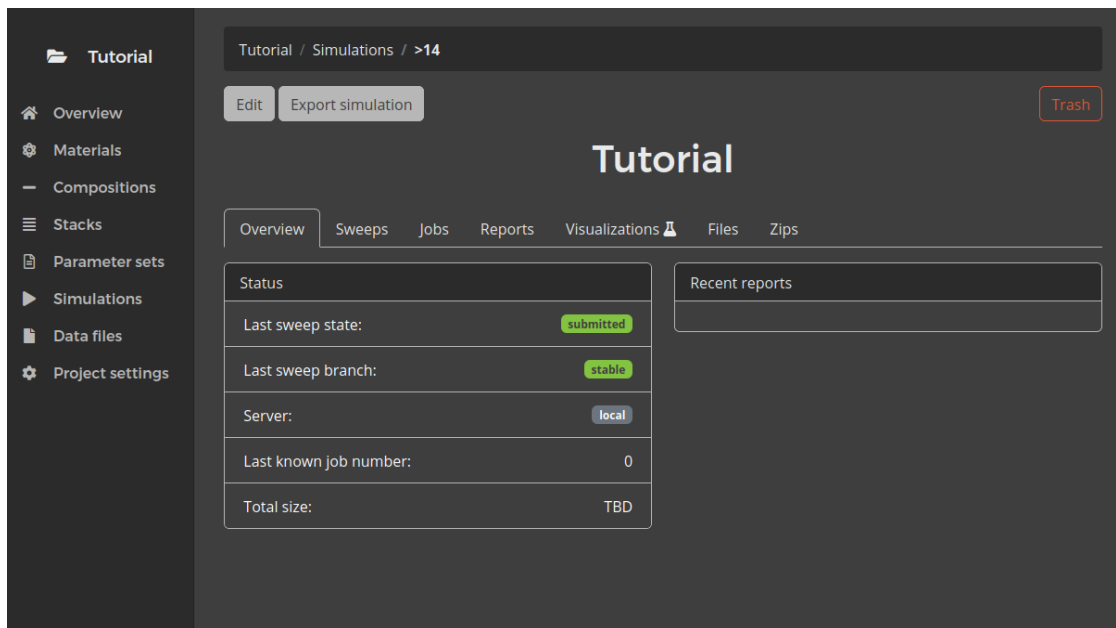 Tutorial
Overview
Materials
Compositions
Stacks
Parameter sets
Simulations
Data files
Project settings
Tutorial / Simulations / >14
Edit Export simulation Trash
Tutorial
Overview Sweeps Jobs Reports Visualizations Files Zips
Status
Last sweep state: submitted
Last sweep branch: stable
Server: local
Last known job number: 0
Total size: TBD
Recent reports